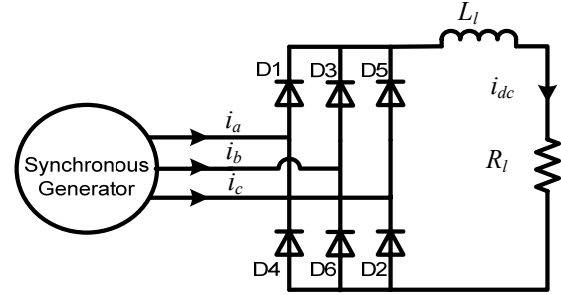 L_l
D1 D3 D5
i_dc
i_a
i_b
R_l
Synchronous
Generator
i_c
D4 D6 D2